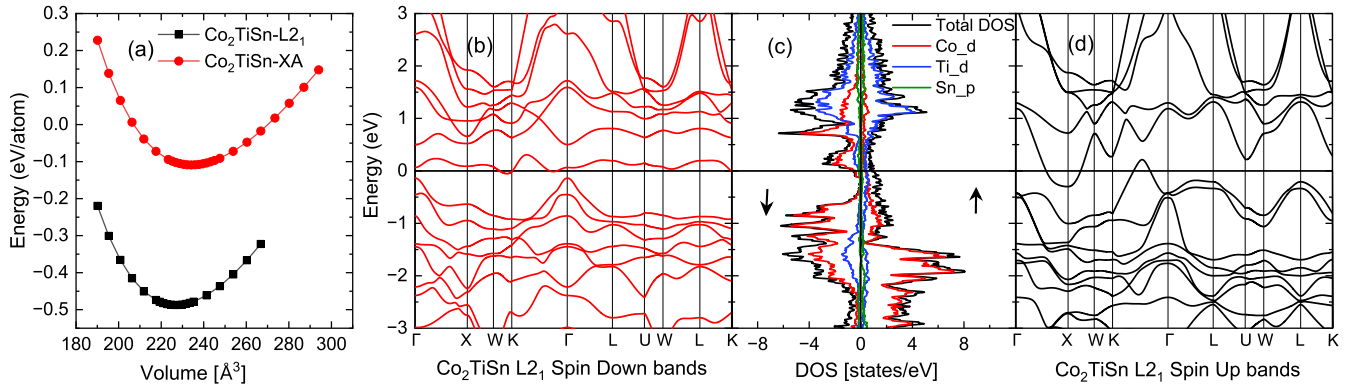 (a)
Co₂TiSn-L2₁
Co₂TiSn-XA
0.3
0.2
0.1
0.0
−0.1
−0.2
−0.3
−0.4
−0.5
Energy (eV/atom)
180 200 220 240 260 280 300
Volume [Å³]
(b)
3
2
1
0
−1
−2
−3
Energy (eV)
Γ X W K Γ L U W L K
Co₂TiSn L2₁ Spin Down bands
(c)
Total DOS
Co_d
Ti_d
Sn_p
−8 −4 0 4 8
DOS [states/eV]
(d)
Γ X W K Γ L U W L K
Co₂TiSn L2₁ Spin Up bands